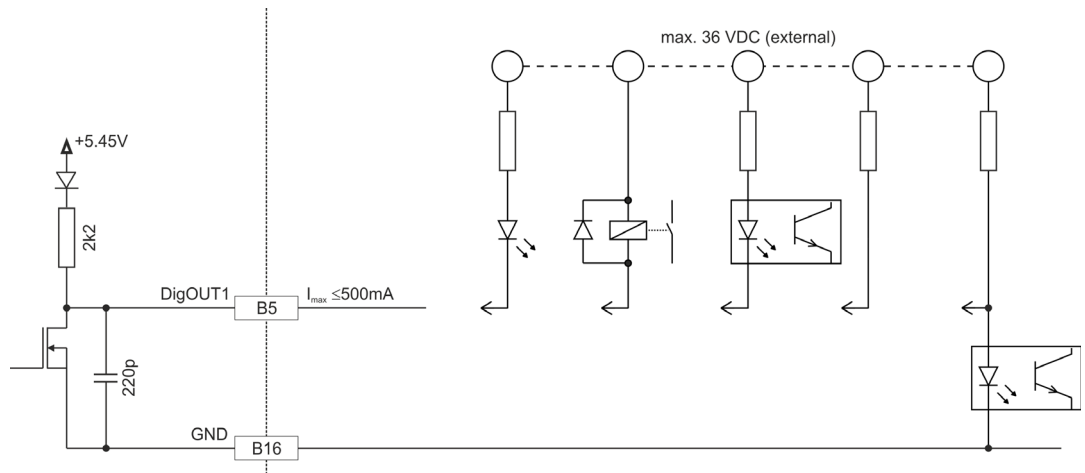 max. 36 VDC (external)
+5.45V
2k2
DigOUT1
B5
Imax ≤500mA
220p
GND
B16